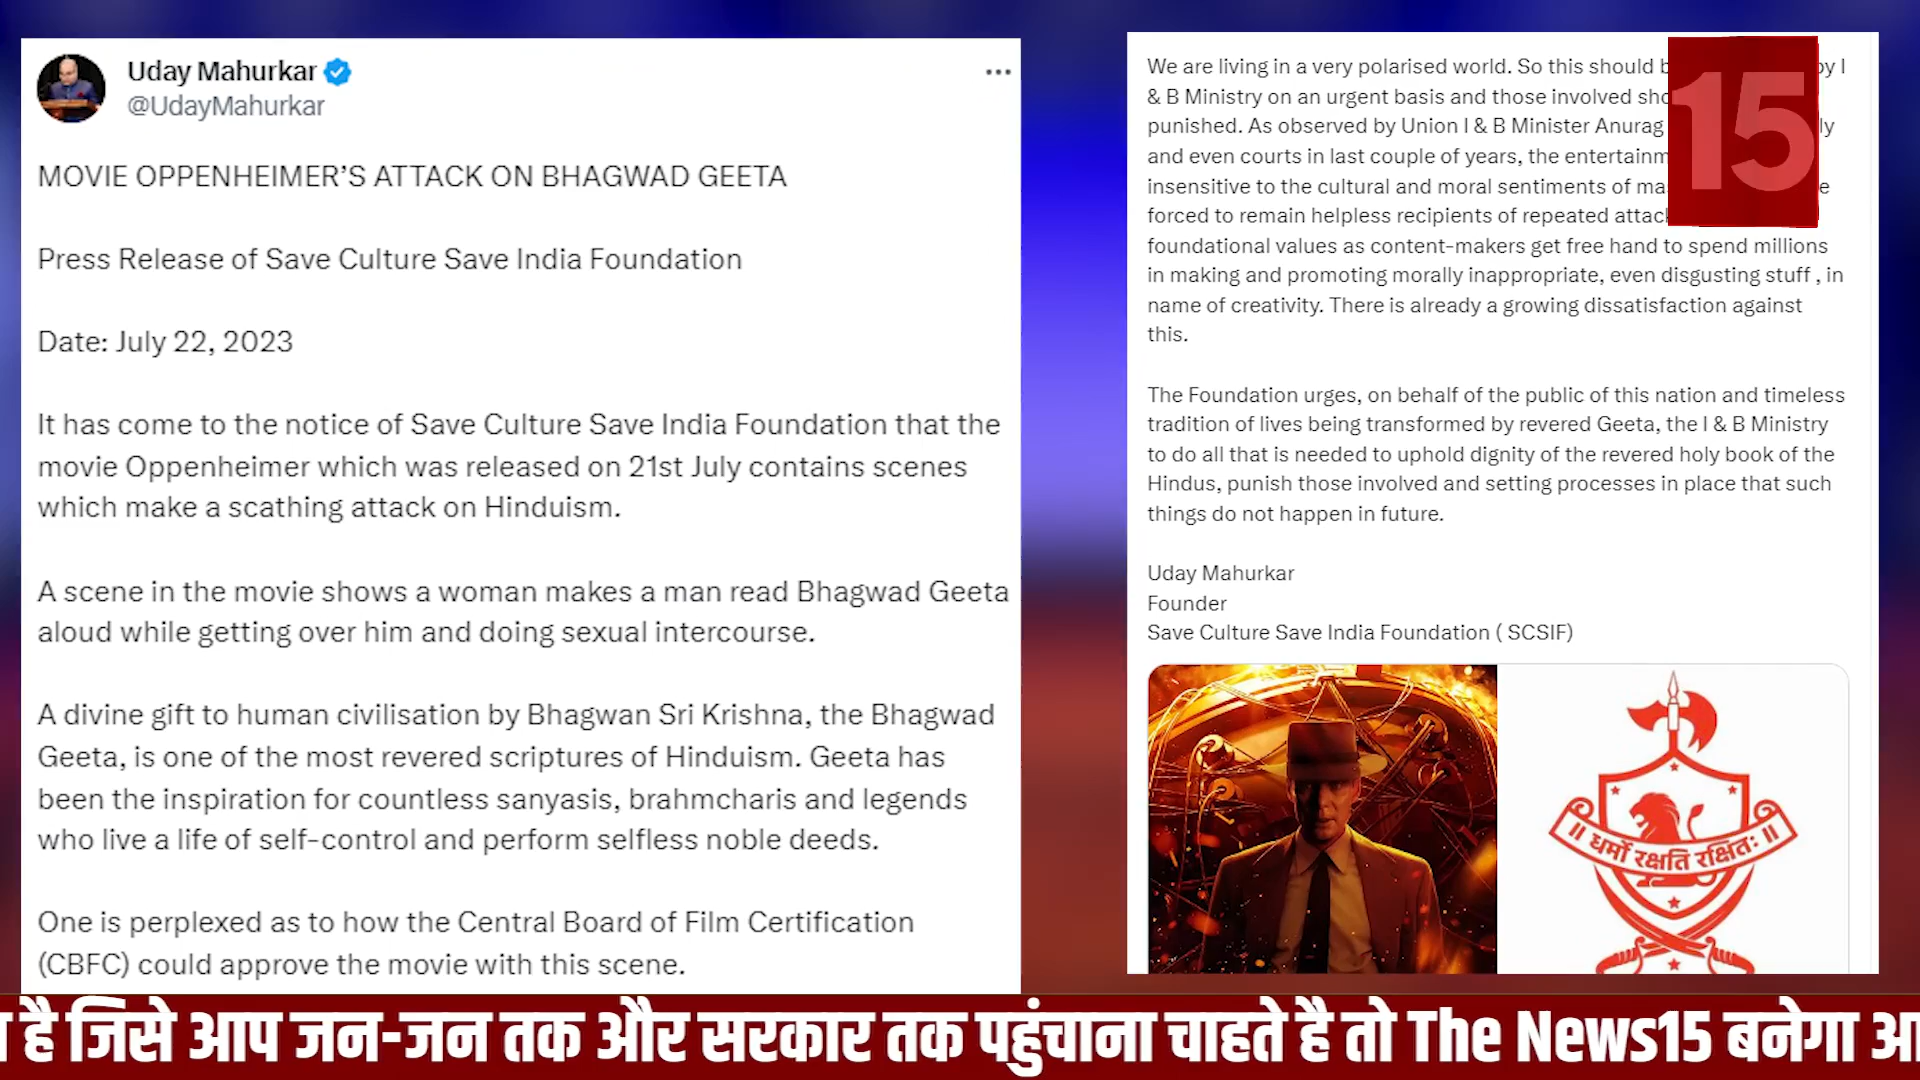 Uday Mahurkar
@UdayMahurkar
MOVIE OPPENHEIMER'S ATTACK ON BHAGWAD GEETA
Press Release of Save Culture Save India Foundation
Date: July 22, 2023
It has come to the notice of Save Culture Save India Foundation that the
movie Oppenheimer which was released on 21st July contains scenes
which make a scathing attack on Hinduism.
A scene in the movie shows a woman makes a man read Bhagwad Geeta
aloud while getting over him and doing sexual intercourse.
A divine gift to human civilisation by Bhagwan Sri Krishna, the Bhagwad
Geeta, is one of the most revered scriptures of Hinduism. Geeta has
been the inspiration for countless sanyasis, brahmcharis and legends
who live a life of self-control and perform selfless noble deeds.
One is perplexed as to how the Central Board of Film Certification
(CBFC) could approve the movie with this scene.
We are living in a very polarised world. So this should by I
& B Ministry on an urgent basis and those involved
punished. As observed by Union I & B Minister Anurag
and even courts in last couple of years, the
insensitive to the cultural and moral sentiments of
forced to remain helpless recipients of repeated
foundational values as content-makers get free hand to spend millions
in making and promoting morally inappropriate, even disgusting stuff , in
name of creativity. There is already a growing dissatisfaction against
this.
The Foundation urges, on behalf of the public of this nation and timeless
tradition of lives being transformed by revered Geeta, the I & B Ministry
to do all that is needed to uphold dignity of the revered holy book of the
Hindus, punish those involved and setting processes in place that such
things do not happen in future.
Uday Mahurkar
Founder
Save Culture Save India Foundation ( SCSIF)
15
॥ धर्मो रक्षति रक्षितः ॥
है जिसे आप जन-जन तक और सरकार तक पहुंचाना चाहते है तो The News15 बनेगा